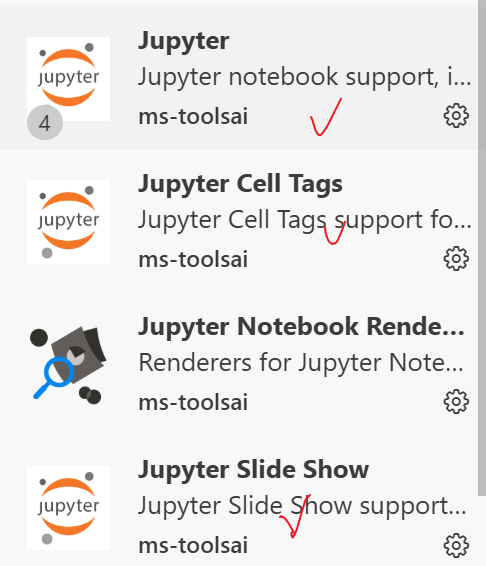 Jupyter
jupyter
Jupyter notebook support, i...
4
ms-toolsai
Jupyter Cell Tags
jupyter
Jupyter Cell Tags support fo...
ms-toolsai
Jupyter Notebook Rende...
Renderers for Jupyter Note...
ms-toolsai
Jupyter Slide Show
jupyter
Jupyter Slide Show support...
ms-toolsai